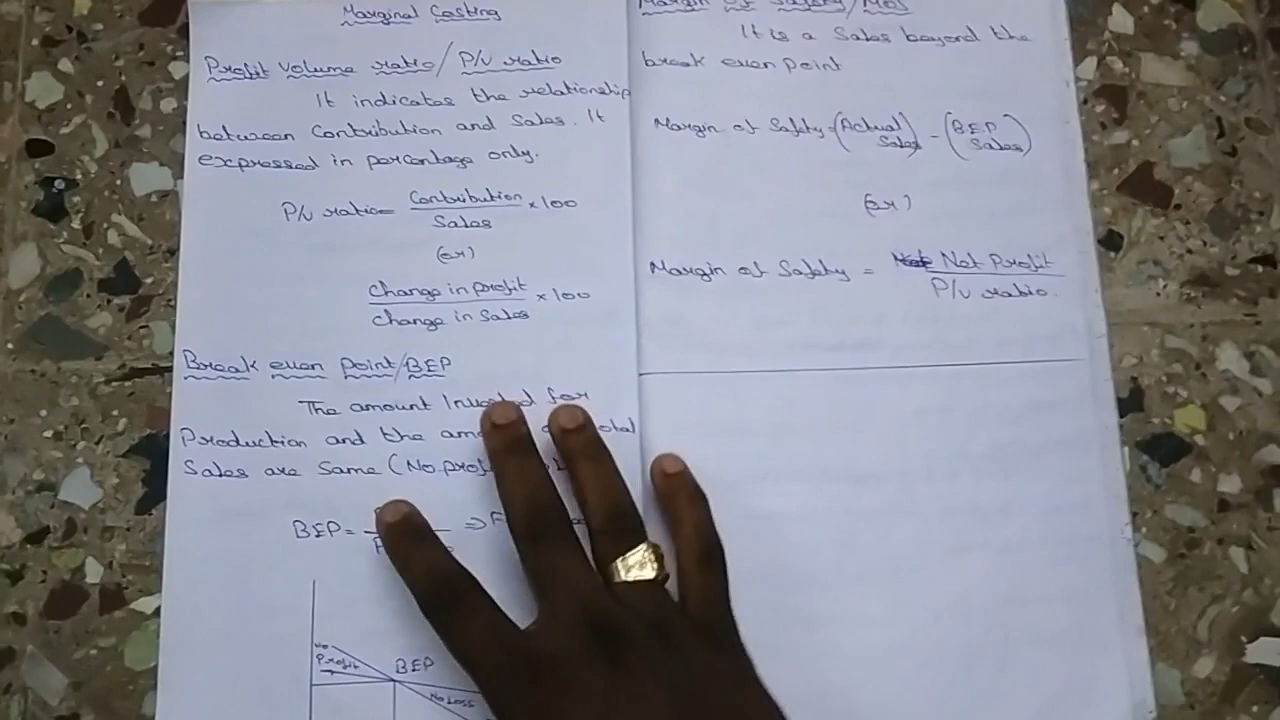 Marginal Costing
Profit volume ratio/P/V ratio
It indicates the relationship
between Contribution and Sales. It
expressed in percentage only.
P/V ratio= Contribution/Sales ×100
(or)
change in profit/change in Sales ×100
Break even Point/BEP
The amount for
Production and the
Sales are Same (No
BEP=
No
Profit
BEP
No Loss
Margin of Safety/MOS
It is a Sales beyond the
break even point
Margin of Safety=(Actual Sales) - (BEP Sales)
(or)
Margin of Safety = Net Profit/P/V ratio.